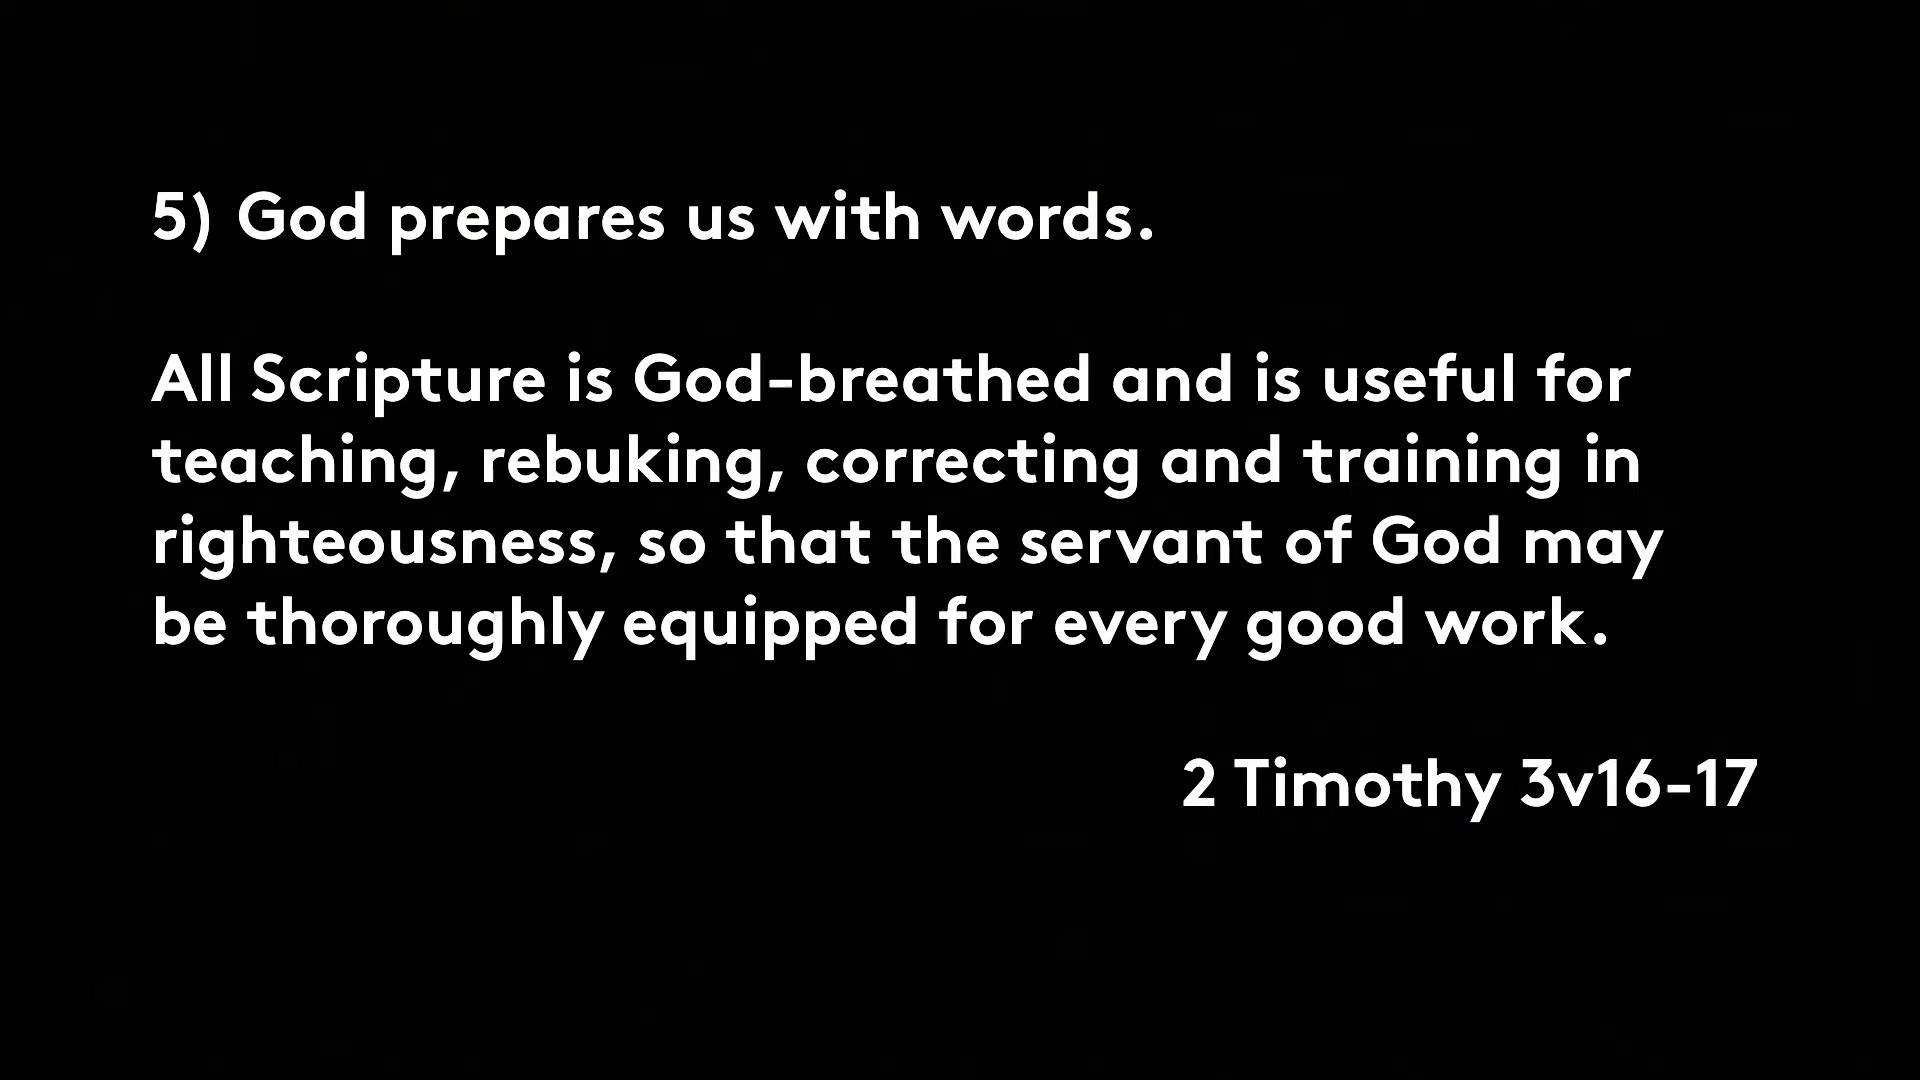 5) God prepares us with words.
All Scripture is God-breathed and is useful for
teaching, rebuking, correcting and training in
righteousness, so that the servant of God may
be thoroughly equipped for every good work.
2 Timothy 3v16-17